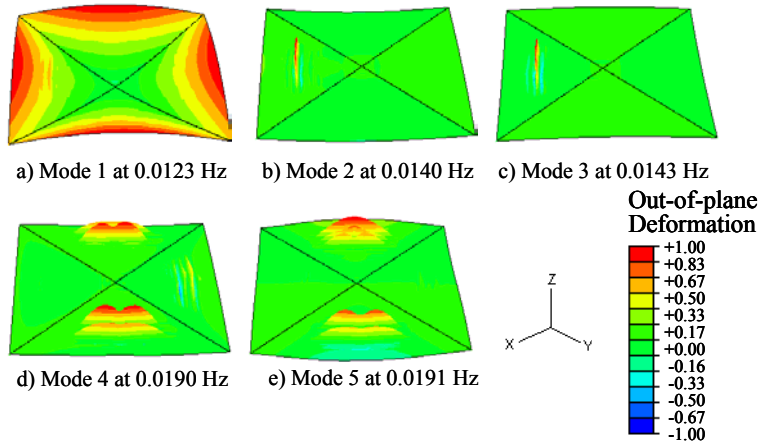 a) Mode 1 at 0.0123 Hz
b) Mode 2 at 0.0140 Hz
c) Mode 3 at 0.0143 Hz
Out-of-plane
Deformation
+1.00
+0.83
+0.67
+0.50
+0.33
+0.17
+0.00
-0.16
-0.33
-0.50
-0.67
-1.00
Z
X
Y
d) Mode 4 at 0.0190 Hz
e) Mode 5 at 0.0191 Hz